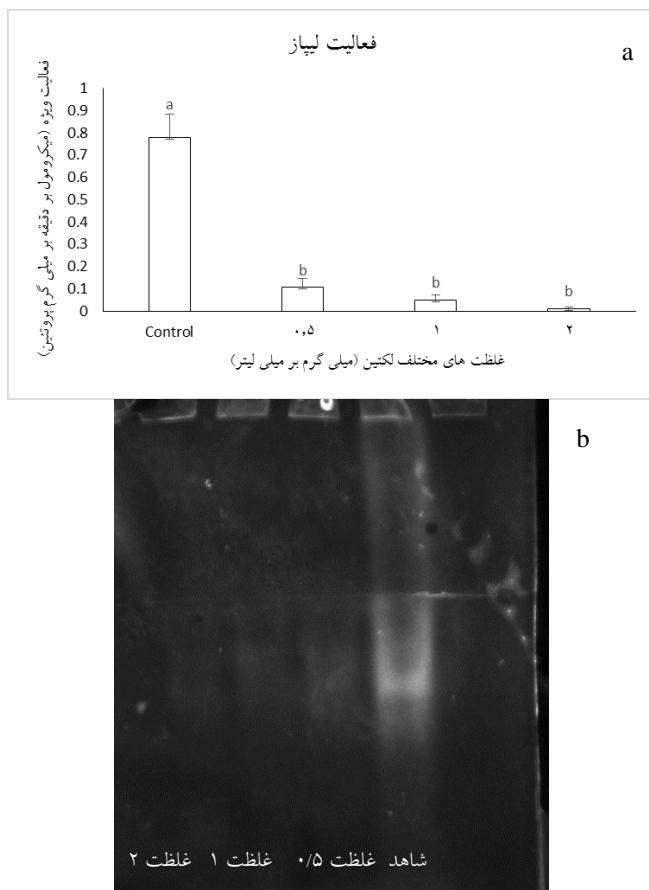 فعالیت لیپاز
a
فعالیت ویژه (میکرومول بر دقیقه بر میلی گرم پروتئین)
1
0.9
0.8
0.7
0.6
0.5
0.4
0.3
0.2
0.1
0
a
b
b
b
Control
۰,۵
۱
۲
غلظت های مختلف لکتین (میلی گرم بر میلی لیتر)
b
شاهد غلظت ۰/۵ غلظت ۱ غلظت ۲